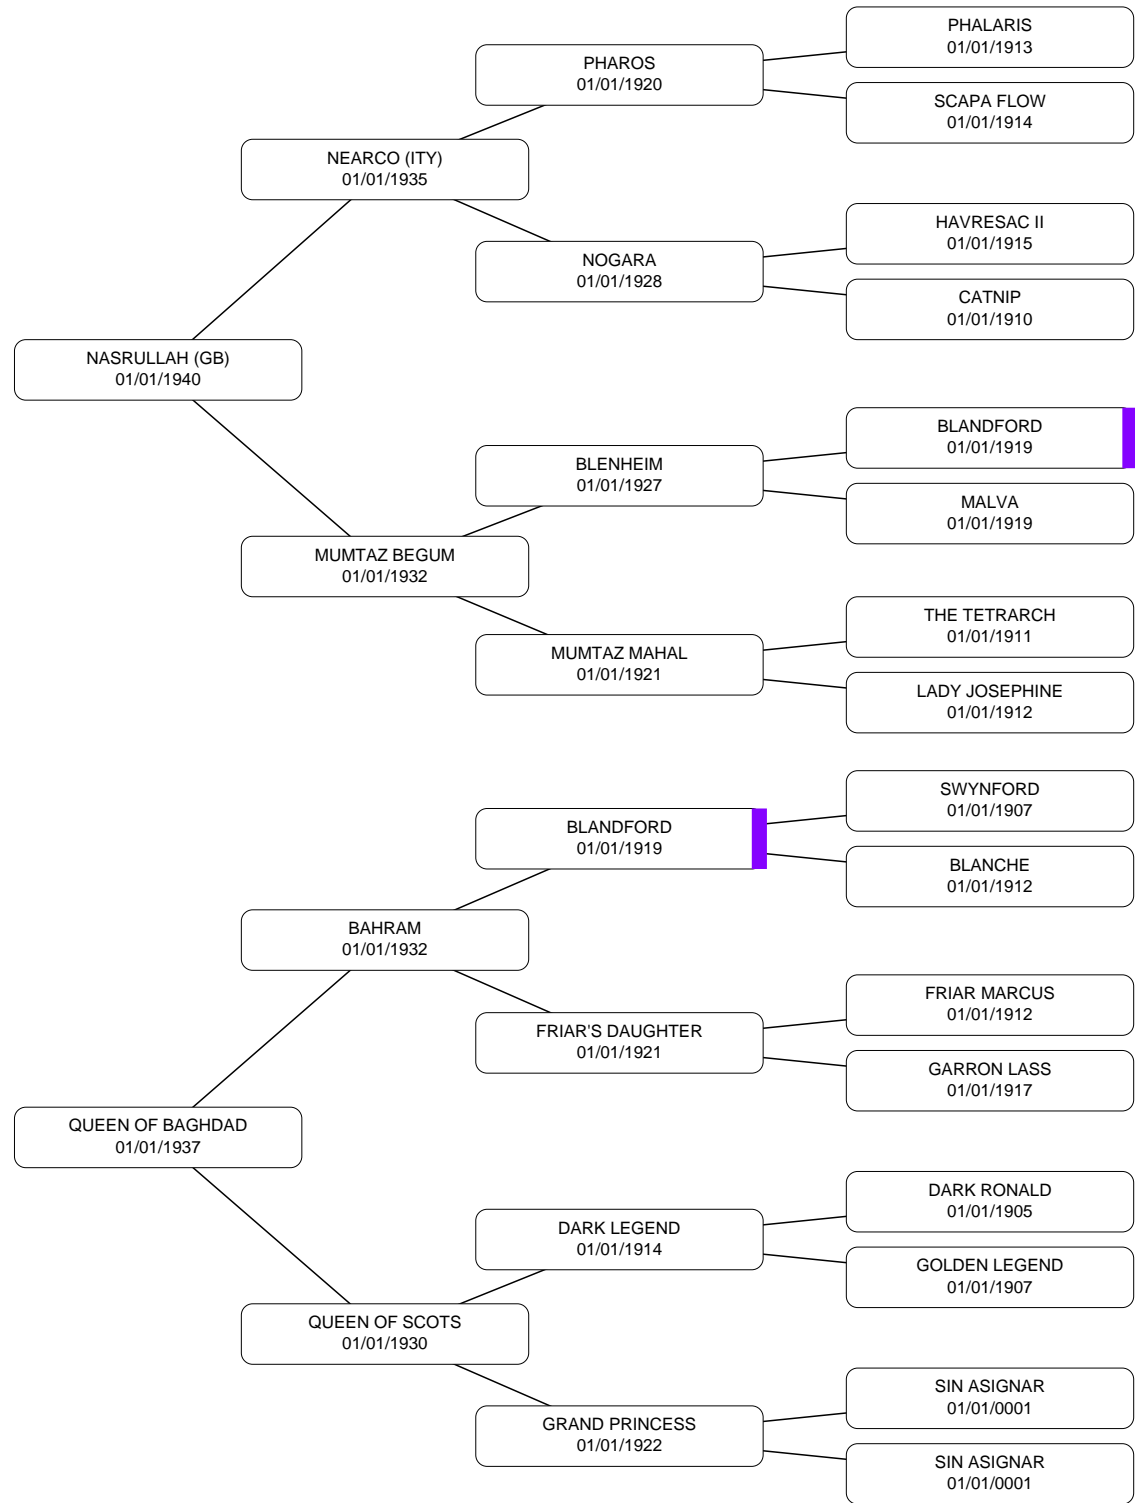 PHALARIS
01/01/1913
PHAROS
01/01/1920
SCAPA FLOW
01/01/1914
NEARCO (ITY)
01/01/1935
HAVRESAC II
01/01/1915
NOGARA
01/01/1928
CATNIP
01/01/1910
NASRULLAH (GB)
01/01/1940
BLANDFORD
01/01/1919
BLENHEIM
01/01/1927
MALVA
01/01/1919
MUMTAZ BEGUM
01/01/1932
THE TETRARCH
01/01/1911
MUMTAZ MAHAL
01/01/1921
LADY JOSEPHINE
01/01/1912
SWYNFORD
01/01/1907
BLANDFORD
01/01/1919
BLANCHE
01/01/1912
BAHRAM
01/01/1932
FRIAR MARCUS
01/01/1912
FRIAR'S DAUGHTER
01/01/1921
GARRON LASS
01/01/1917
QUEEN OF BAGHDAD
01/01/1937
DARK RONALD
01/01/1905
DARK LEGEND
01/01/1914
GOLDEN LEGEND
01/01/1907
QUEEN OF SCOTS
01/01/1930
SIN ASIGNAR
01/01/0001
GRAND PRINCESS
01/01/1922
SIN ASIGNAR
01/01/0001